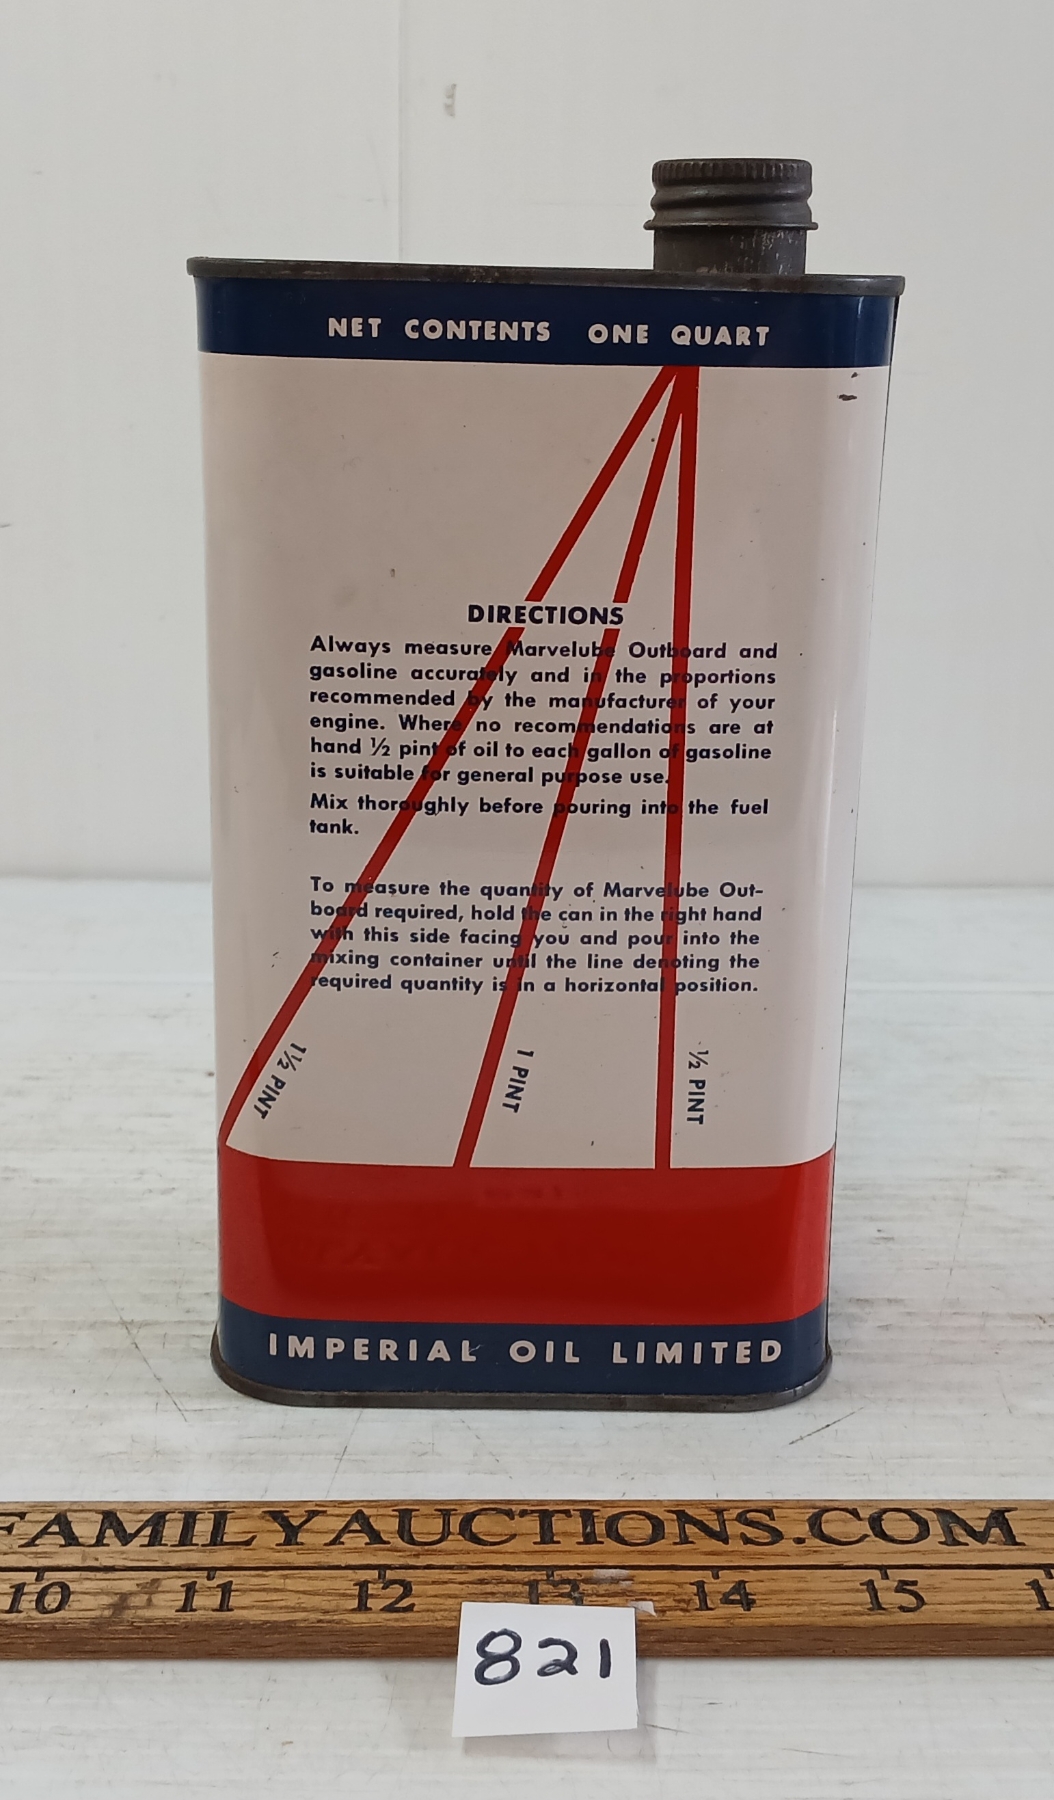 NET CONTENTS ONE QUART
DIRECTIONS
Always measure Marvelube Outboard and
gasoline accurately and in the proportions
recommended by the manufacturer of your
engine. Where no recommendations are at
hand ½ pint of oil to each gallon of gasoline
is suitable for general purpose use.
Mix thoroughly before pouring into the fuel
tank.
To measure the quantity of Marvelube Out-
board required, hold the can in the right hand
with this side facing you and pour into the
mixing container until the line denoting the
required quantity is in a horizontal position.
1½ PINT
1 PINT
½ PINT
IMPERIAL OIL LIMITED
FAMILYAUCTIONS.COM
10 11 12 13 14 15
821